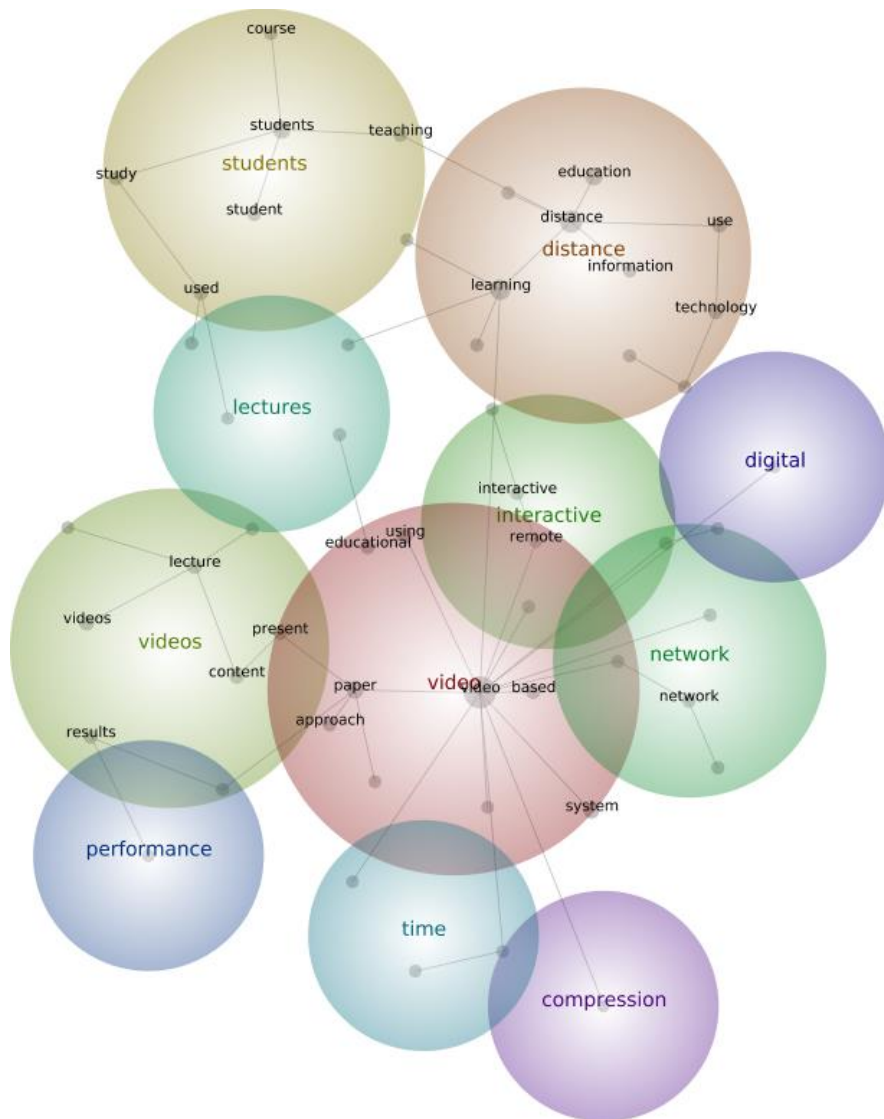 course
students
teaching
students
study
education
student
distance
use
distance
information
learning
used
technology
lectures
digital
interactive
interactive
using
remote
educational
lecture
videos
present
videos
network
content
paper
video
video
based
network
approach
results
system
performance
time
compression